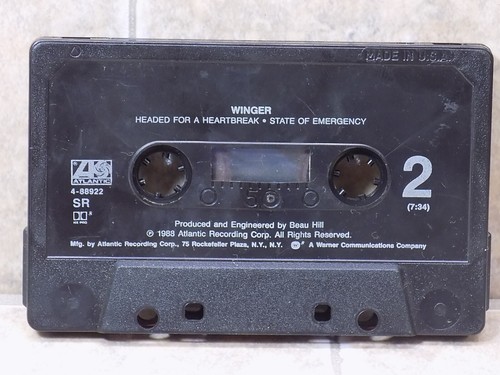 MADE IN U.S.A.
WINGER
HEADED FOR A HEARTBREAK • STATE OF EMERGENCY
ATLANTIC
4-88922
SR
2
(7:34)
Produced and Engineered by Beau Hill
℗ 1988 Atlantic Recording Corp. All Rights Reserved.
Mfg. by Atlantic Recording Corp., 75 Rockefeller Plaza, N.Y., N.Y. A Warner Communications Company